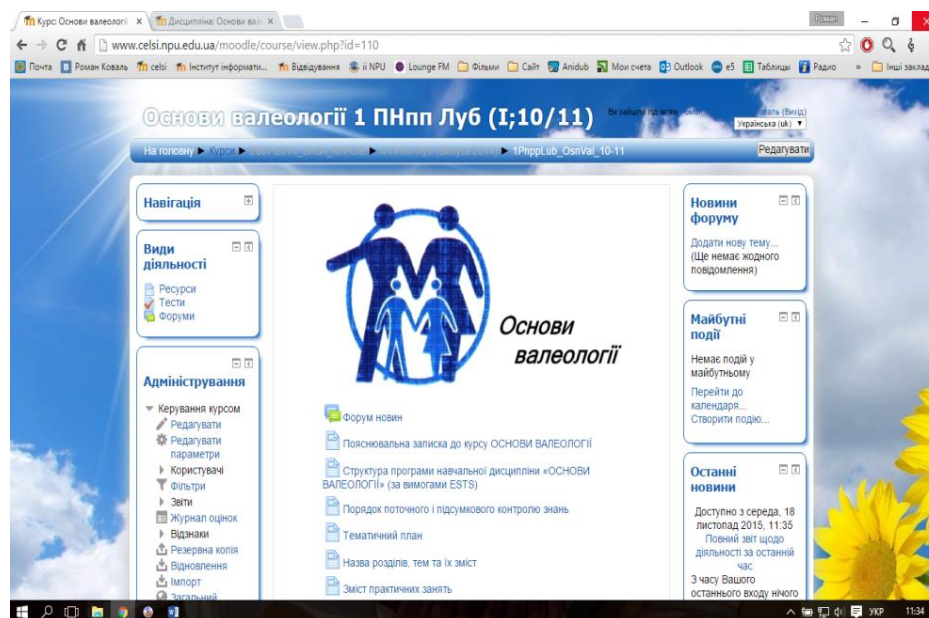 Курс: Основи валеології
Дисципліна: Основи вал
Роман
www.celsi.npu.edu.ua/moodle/course/view.php?id=110
Почта Роман Коваль celsi Інститут інформати... Відвідування ii NPU Lounge FM Фільми Сайт Anidub Мои счета Outlook e5 Таблицы Радио » Інші заклад
Основи валеології 1 ПНпп Луб (I;10/11)
Ви зайшли під (Вихід)
Українська (uk)
На головну ► Курси ► ► 1PnppLub_OsnVal_10-11
Редагувати
Навігація
Види
діяльності
Ресурси
Тести
Форуми
Адміністрування
Керування курсом
Редагувати
Редагувати
параметри
Користувачі
Фільтри
Звіти
Журнал оцінок
Відзнаки
Резервна копія
Відновлення
Імпорт
Загальний
Основи
валеології
Форум новин
Пояснювальна записка до курсу ОСНОВИ ВАЛЕОЛОГІЇ
Структура програми навчальної дисципліни «ОСНОВИ
ВАЛЕОЛОГІЇ» (за вимогами ESTS)
Порядок поточного і підсумкового контролю знань
Тематичний план
Назва розділів, тем та їх зміст
Зміст практичних занять
Новини
форуму
Додати нову тему...
(Ще немає жодного
повідомлення)
Майбутні
події
Немає подій у
майбутньому
Перейти до
календаря...
Створити подію...
Останні
новини
Доступно з середа, 18
листопад 2015, 11:35
Повний звіт щодо
діяльності за останній
час
З часу Вашого
останнього входу нічого
УКР 11:34